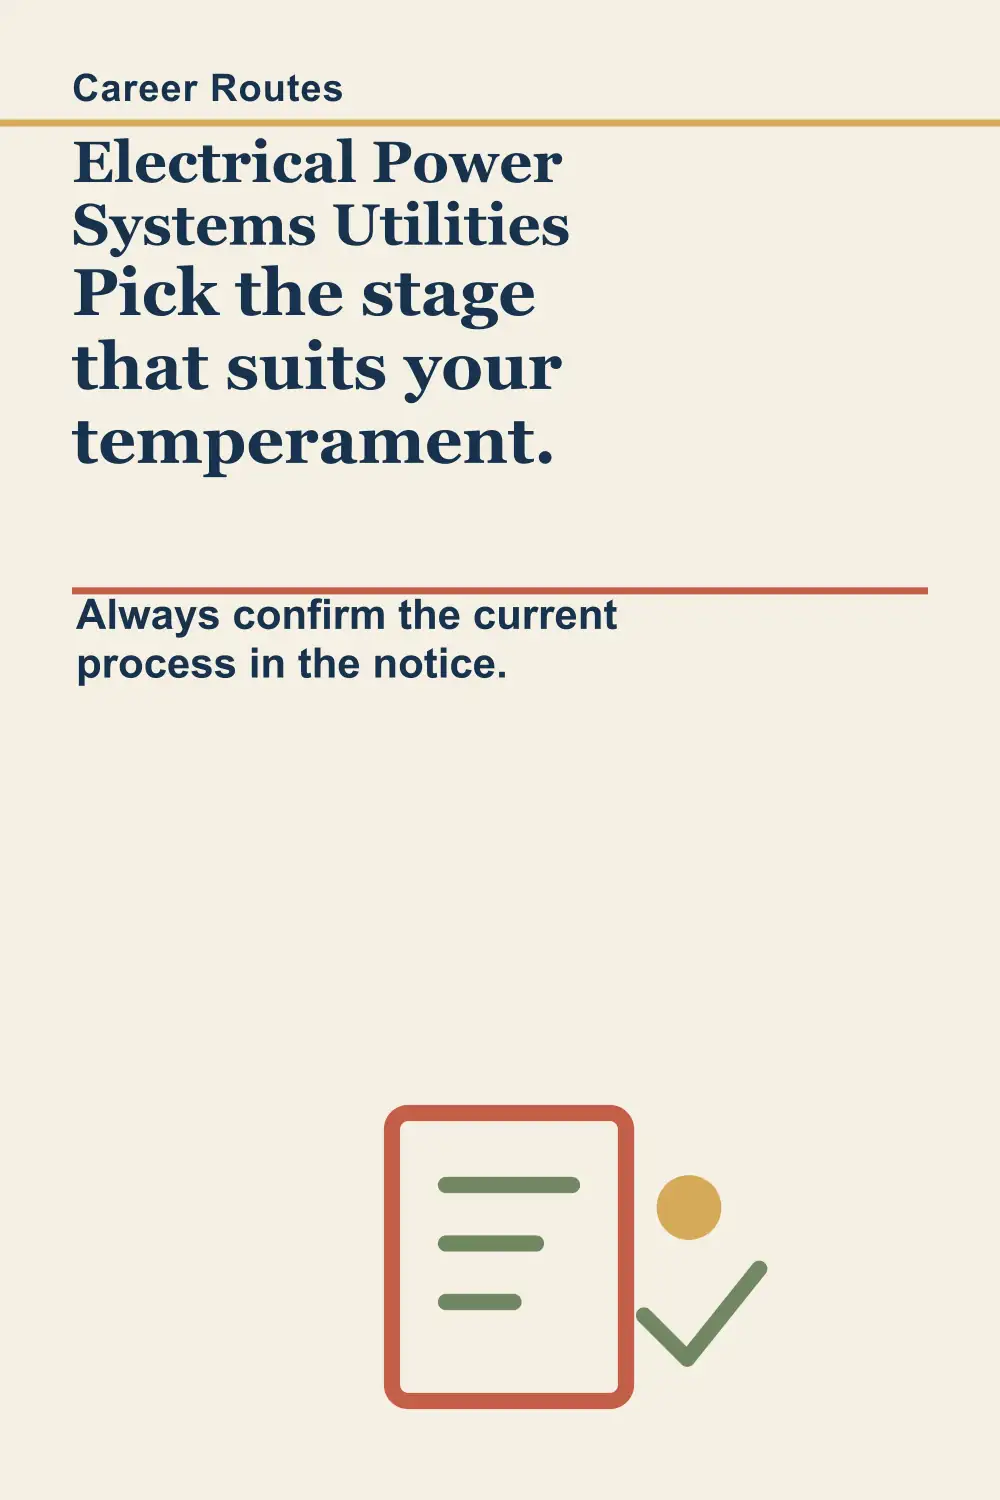 Career Routes
Electrical Power
Systems Utilities
Pick the stage
that suits your
temperament.
Always confirm the current
process in the notice.